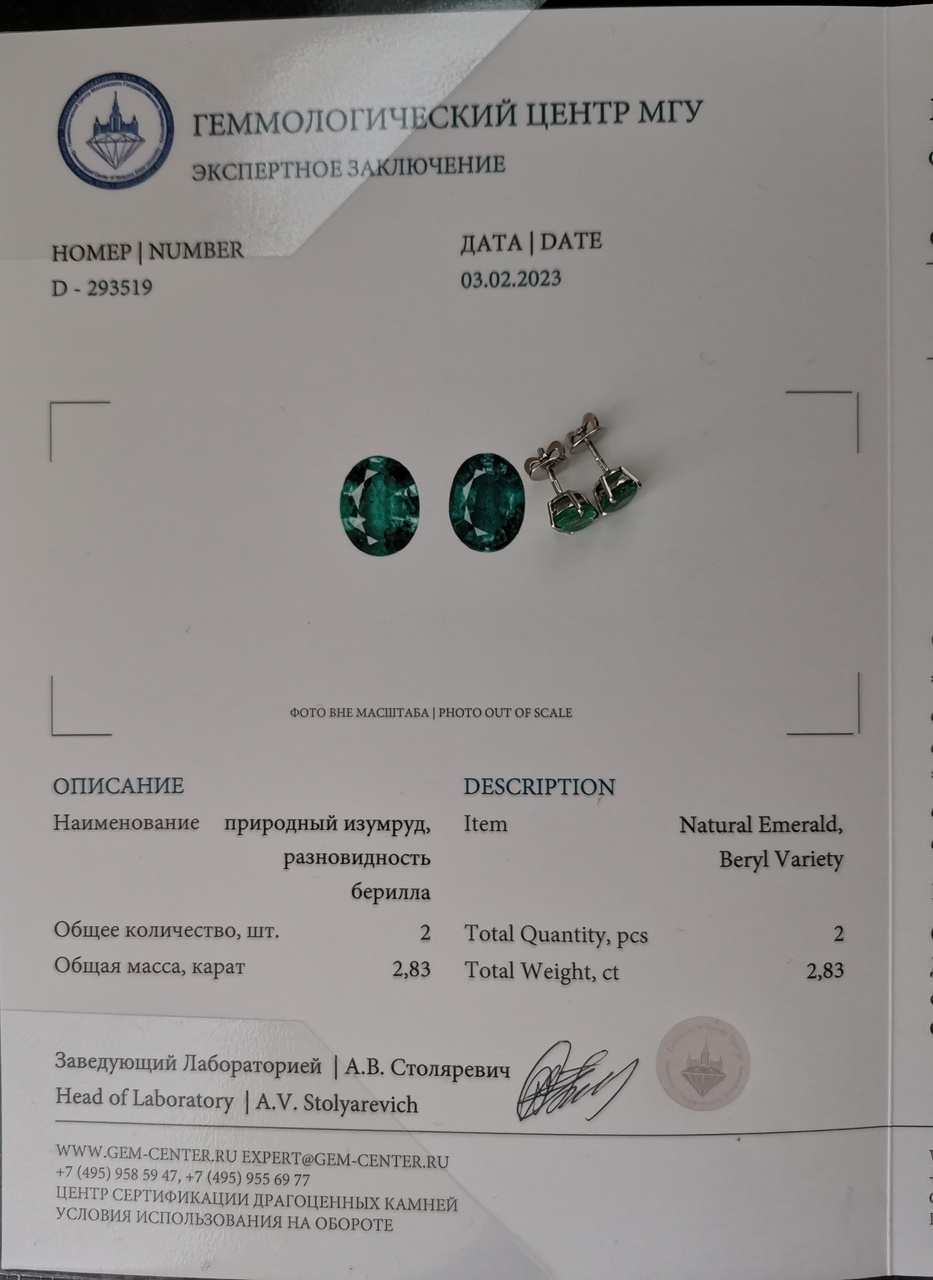 ГЕММОЛОГИЧЕСКИЙ ЦЕНТР МГУ
ЭКСПЕРТНОЕ ЗАКЛЮЧЕНИЕ
НОМЕР | NUMBER
D - 293519
ДАТА | DATE
03.02.2023
ФОТО ВНЕ МАСШТАБА | PHOTO OUT OF SCALE
ОПИСАНИЕ
Наименование природный изумруд,
разновидность
берилла
Общее количество, шт. 2
Общая масса, карат 2,83
DESCRIPTION
Item Natural Emerald,
Beryl Variety
Total Quantity, pcs 2
Total Weight, ct 2,83
Заведующий Лабораторией | А.В. Столяревич
Head of Laboratory | A.V. Stolyarevich
WWW.GEM-CENTER.RU EXPERT@GEM-CENTER.RU
+7 (495) 958 59 47, +7 (495) 955 69 77
ЦЕНТР СЕРТИФИКАЦИИ ДРАГОЦЕННЫХ КАМНЕЙ
УСЛОВИЯ ИСПОЛЬЗОВАНИЯ НА ОБОРОТЕ